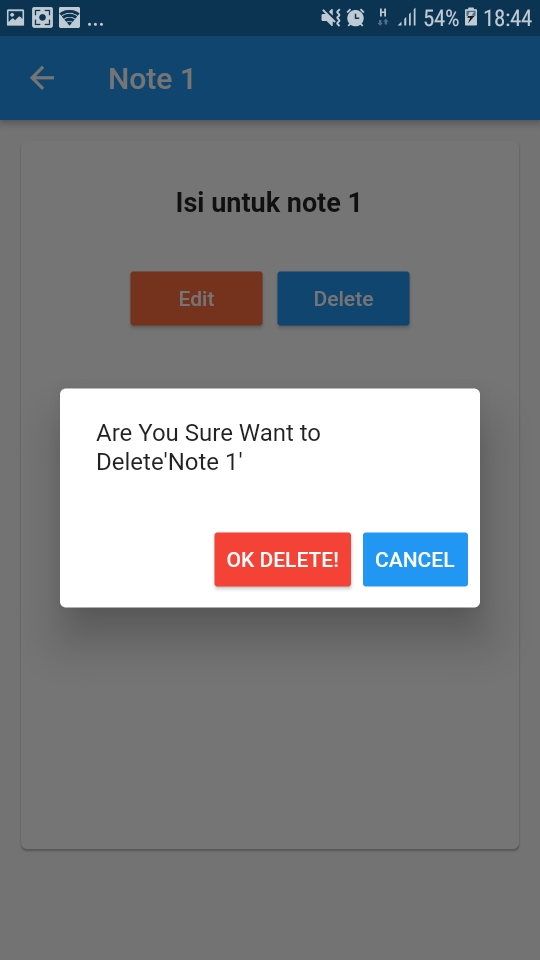 ... H 54% 18:44
Note 1
Isi untuk note 1
Edit Delete
Are You Sure Want to
Delete'Note 1'
OK DELETE! CANCEL